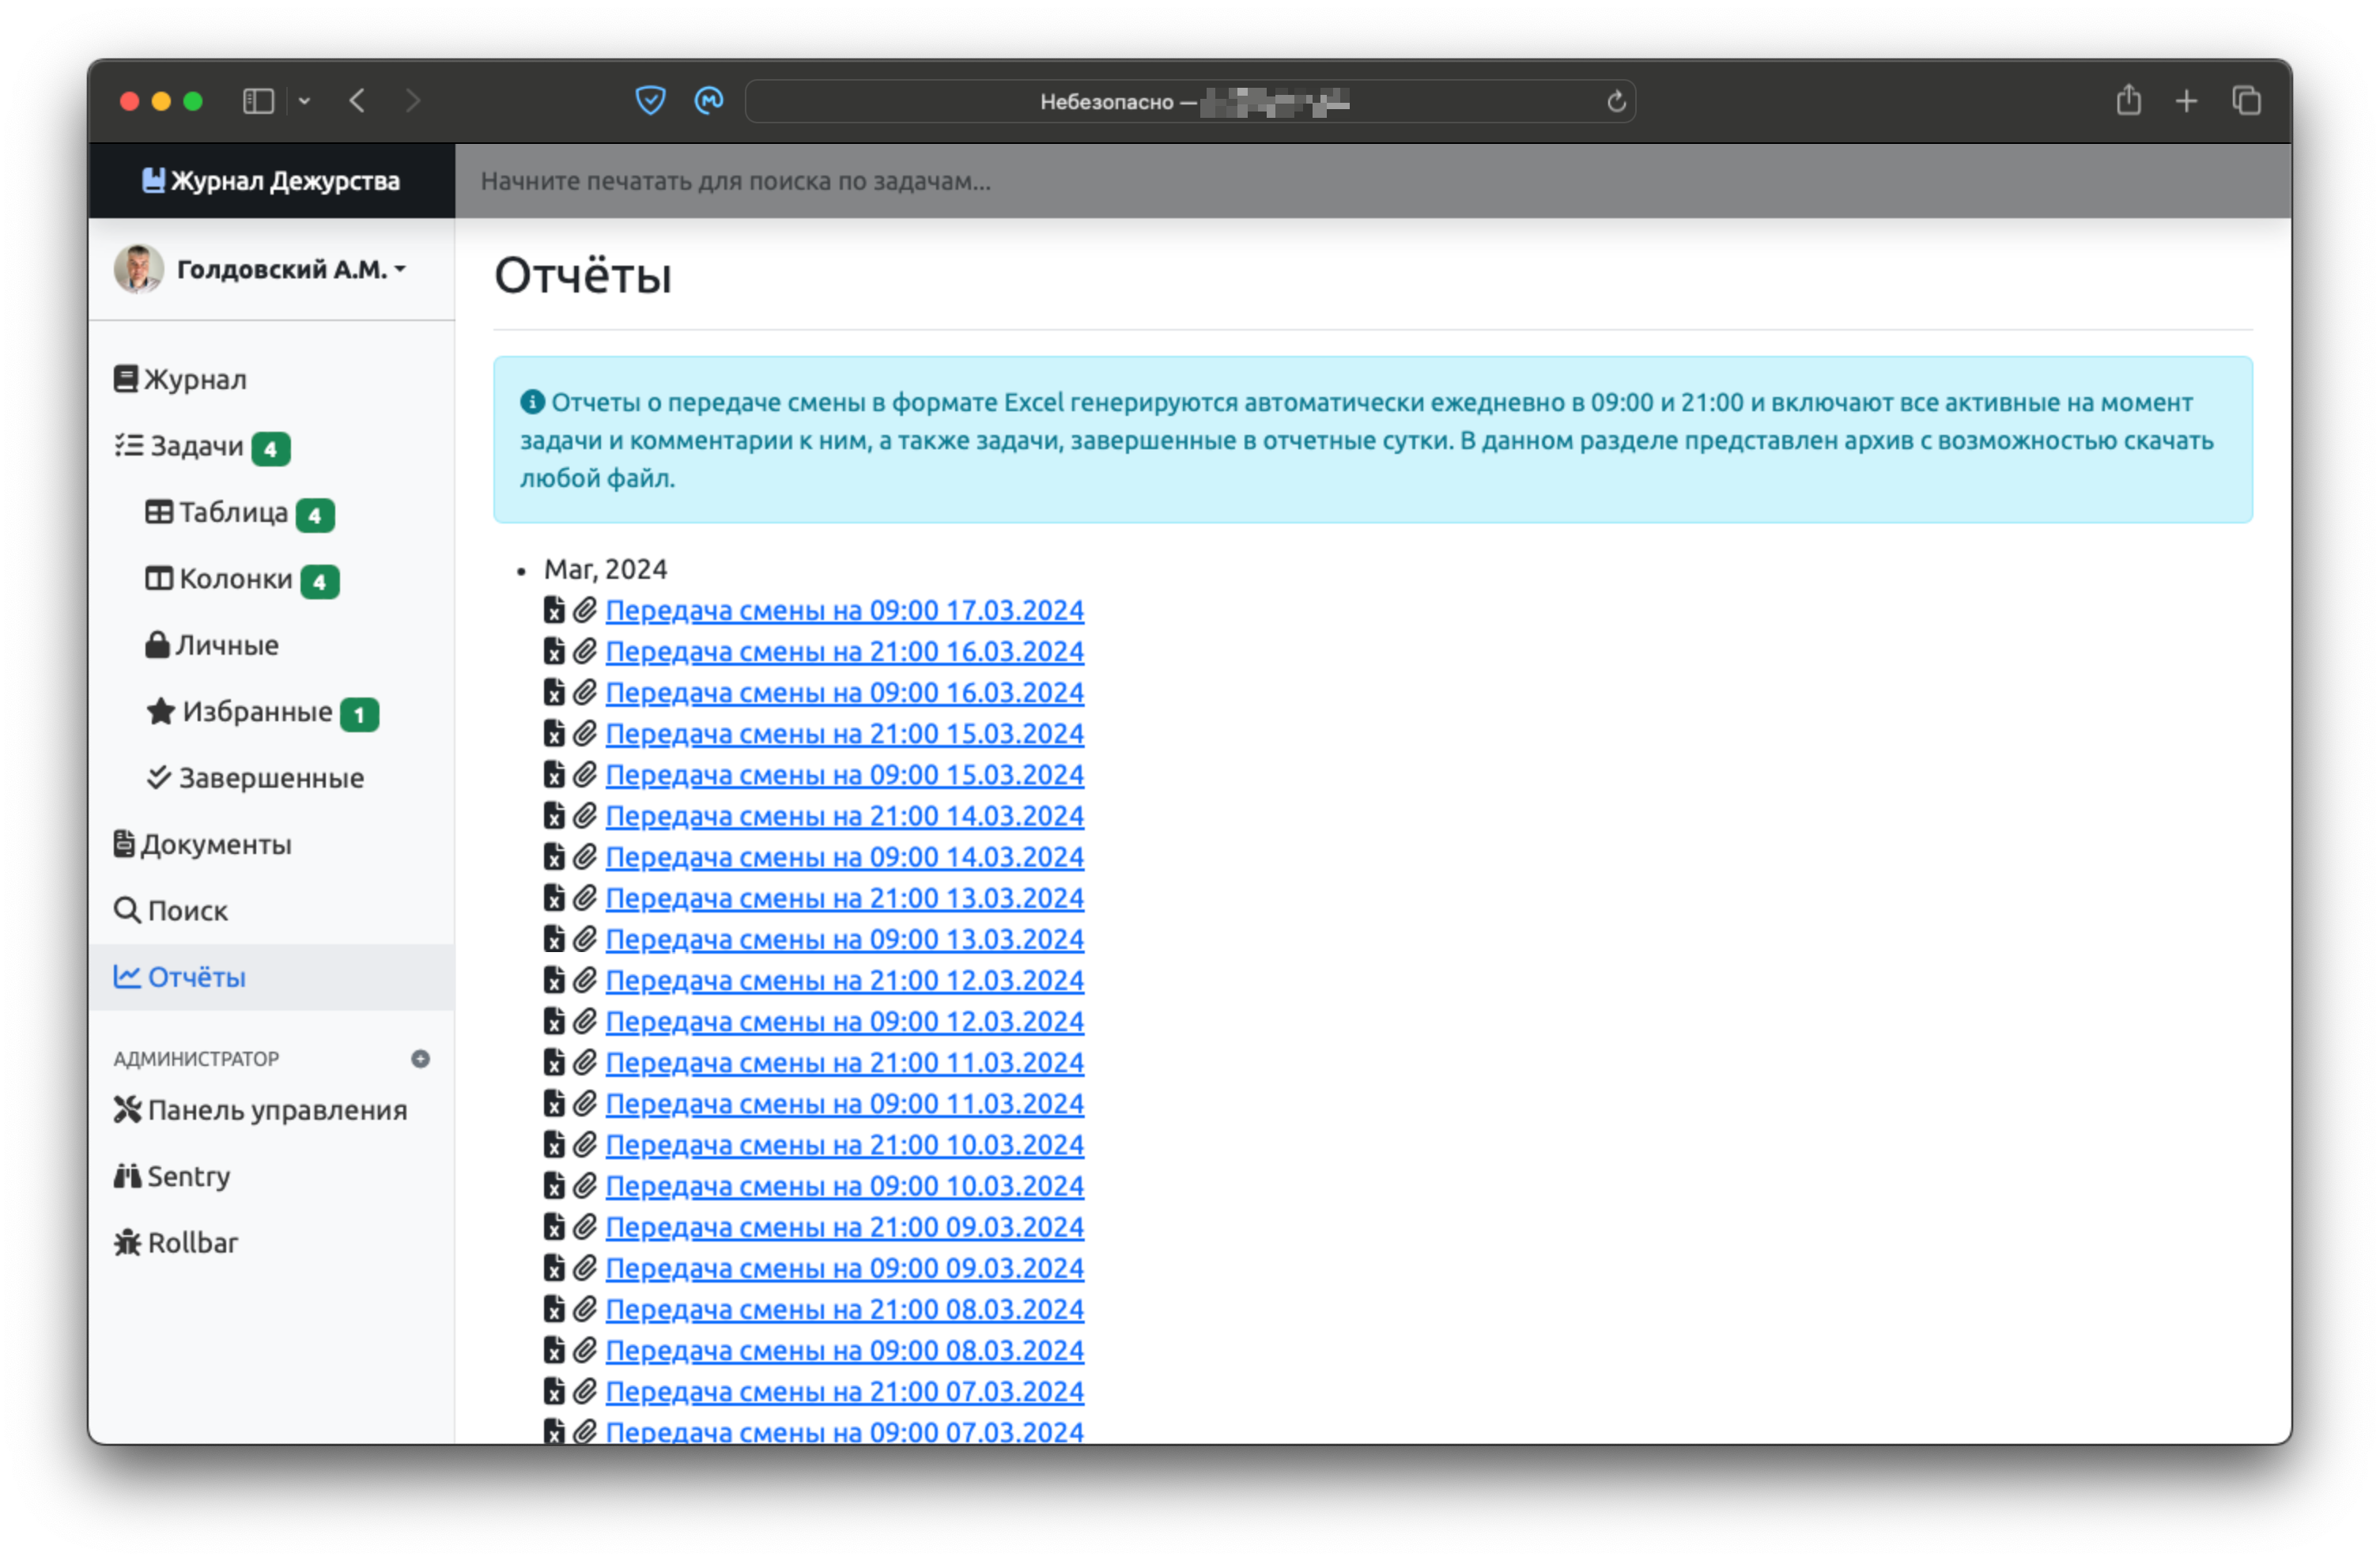 Небезопасно —
Журнал Дежурства
Начните печатать для поиска по задачам...
Голдовский А.М.
Журнал
Задачи 4
Таблица 4
Колонки 4
Личные
Избранные 1
Завершенные
Документы
Поиск
Отчёты
АДМИНИСТРАТОР
Панель управления
Sentry
Rollbar
Отчёты
Отчеты о передаче смены в формате Excel генерируются автоматически ежедневно в 09:00 и 21:00 и включают все активные на момент
задачи и комментарии к ним, а также задачи, завершенные в отчетные сутки. В данном разделе представлен архив с возможностью скачать
любой файл.
• Mar, 2024
Передача смены на 09:00 17.03.2024
Передача смены на 21:00 16.03.2024
Передача смены на 09:00 16.03.2024
Передача смены на 21:00 15.03.2024
Передача смены на 09:00 15.03.2024
Передача смены на 21:00 14.03.2024
Передача смены на 09:00 14.03.2024
Передача смены на 21:00 13.03.2024
Передача смены на 09:00 13.03.2024
Передача смены на 21:00 12.03.2024
Передача смены на 09:00 12.03.2024
Передача смены на 21:00 11.03.2024
Передача смены на 09:00 11.03.2024
Передача смены на 21:00 10.03.2024
Передача смены на 09:00 10.03.2024
Передача смены на 21:00 09.03.2024
Передача смены на 09:00 09.03.2024
Передача смены на 21:00 08.03.2024
Передача смены на 09:00 08.03.2024
Передача смены на 21:00 07.03.2024
Передача смены на 09:00 07.03.2024